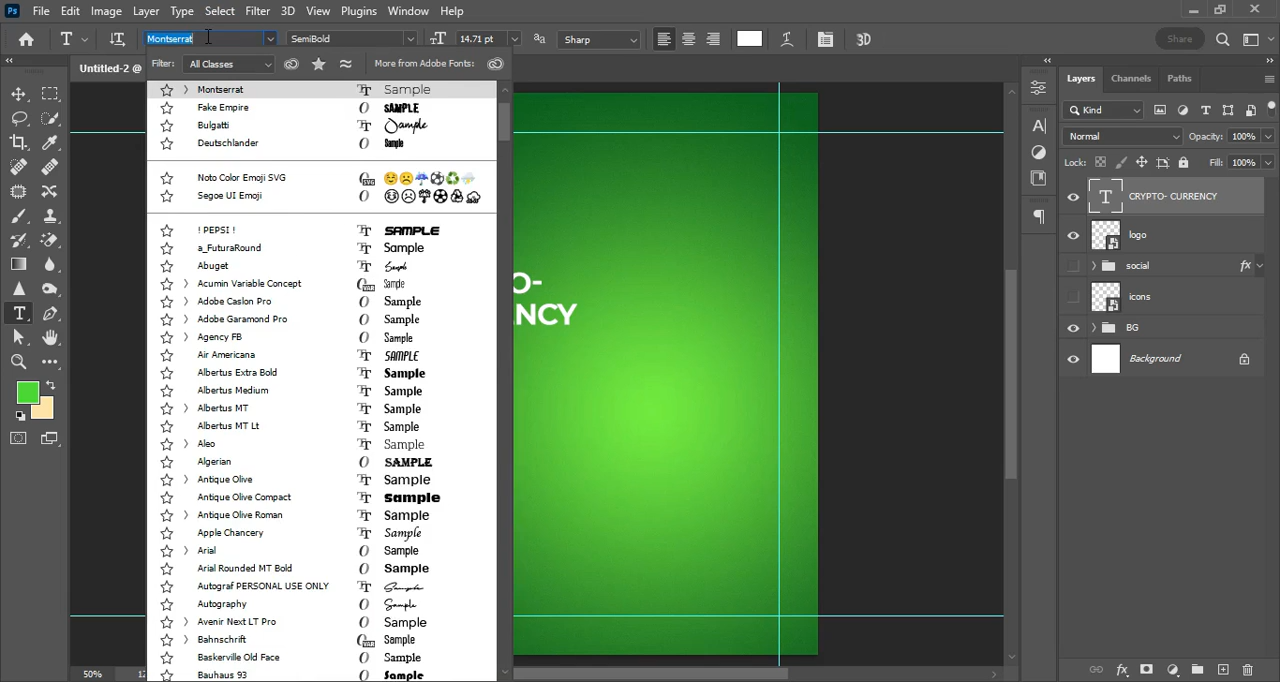 Ps File Edit Image Layer Type Select Filter 3D View Plugins Window Help
Montserrat SemiBold 14.71 pt Sharp 3D Share
Untitled-2 @
Filter: All Classes More from Adobe Fonts:
Montserrat Sample
Fake Empire SAMPLE
Bulgatti Sample
Deutschlander Sample
Noto Color Emoji SVG
Segoe UI Emoji
! PEPSI ! SAMPLE
a_FuturaRound Sample
Abuget Sample
Acumin Variable Concept Sample
Adobe Caslon Pro Sample
Adobe Garamond Pro Sample
Agency FB Sample
Air Americana SAMPLE
Albertus Extra Bold Sample
Albertus Medium Sample
Albertus MT Sample
Albertus MT Lt Sample
Aleo Sample
Algerian SAMPLE
Antique Olive Sample
Antique Olive Compact Sample
Antique Olive Roman Sample
Apple Chancery Sample
Arial Sample
Arial Rounded MT Bold Sample
Autograf PERSONAL USE ONLY Sample
Autography Sample
Avenir Next LT Pro Sample
Bahnschrift Sample
Baskerville Old Face Sample
Bauhaus 93 Sample
O-
NCY
50%
Layers Channels Paths
Kind
Normal Opacity: 100%
Lock: Fill: 100%
CRYPTO- CURRENCY
logo
social fx
icons
BG
Background